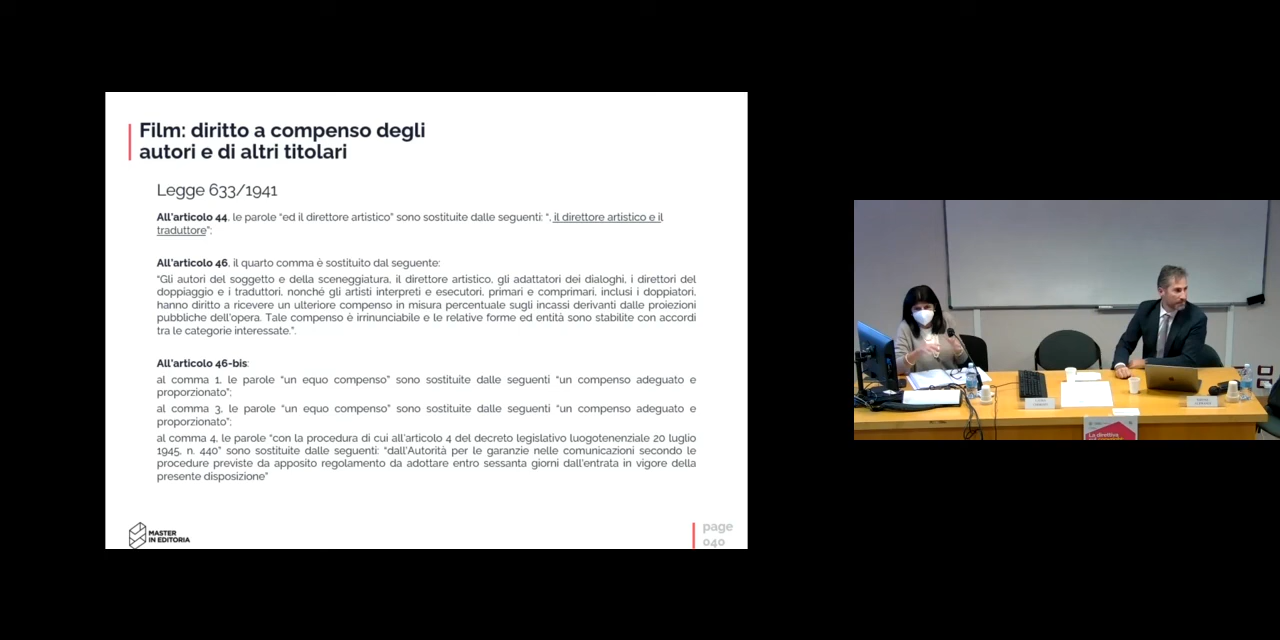 Film: diritto a compenso degli
autori e di altri titolari
Legge 633/1941
All'articolo 44, le parole "ed il direttore artistico" sono sostituite dalle seguenti: ", il direttore artistico e il
traduttore";
All'articolo 46, il quarto comma è sostituito dal seguente:
"Gli autori del soggetto e della sceneggiatura, il direttore artistico, gli adattatori dei dialoghi, i direttori del
doppiaggio e i traduttori, nonché gli artisti interpreti e esecutori, primari e comprimari, inclusi i doppiatori,
hanno diritto a ricevere un ulteriore compenso in misura percentuale sugli incassi derivanti dalle proiezioni
pubbliche dell'opera. Tale compenso è irrinunciabile e le relative forme ed entità sono stabilite con accordi
tra le categorie interessate.".
All'articolo 46-bis:
al comma 1, le parole "un equo compenso" sono sostituite dalle seguenti "un compenso adeguato e
proporzionato";
al comma 3, le parole "un equo compenso" sono sostituite dalle seguenti "un compenso adeguato e
proporzionato";
al comma 4, le parole "con la procedura di cui all'articolo 4 del decreto legislativo luogotenenziale 20 luglio
1945, n. 440" sono sostituite dalle seguenti: "dall'Autorità per le garanzie nelle comunicazioni secondo le
procedure previste da apposito regolamento da adottare entro sessanta giorni dall'entrata in vigore della
presente disposizione"
MASTER
IN EDITORIA
page
040
La direttiva